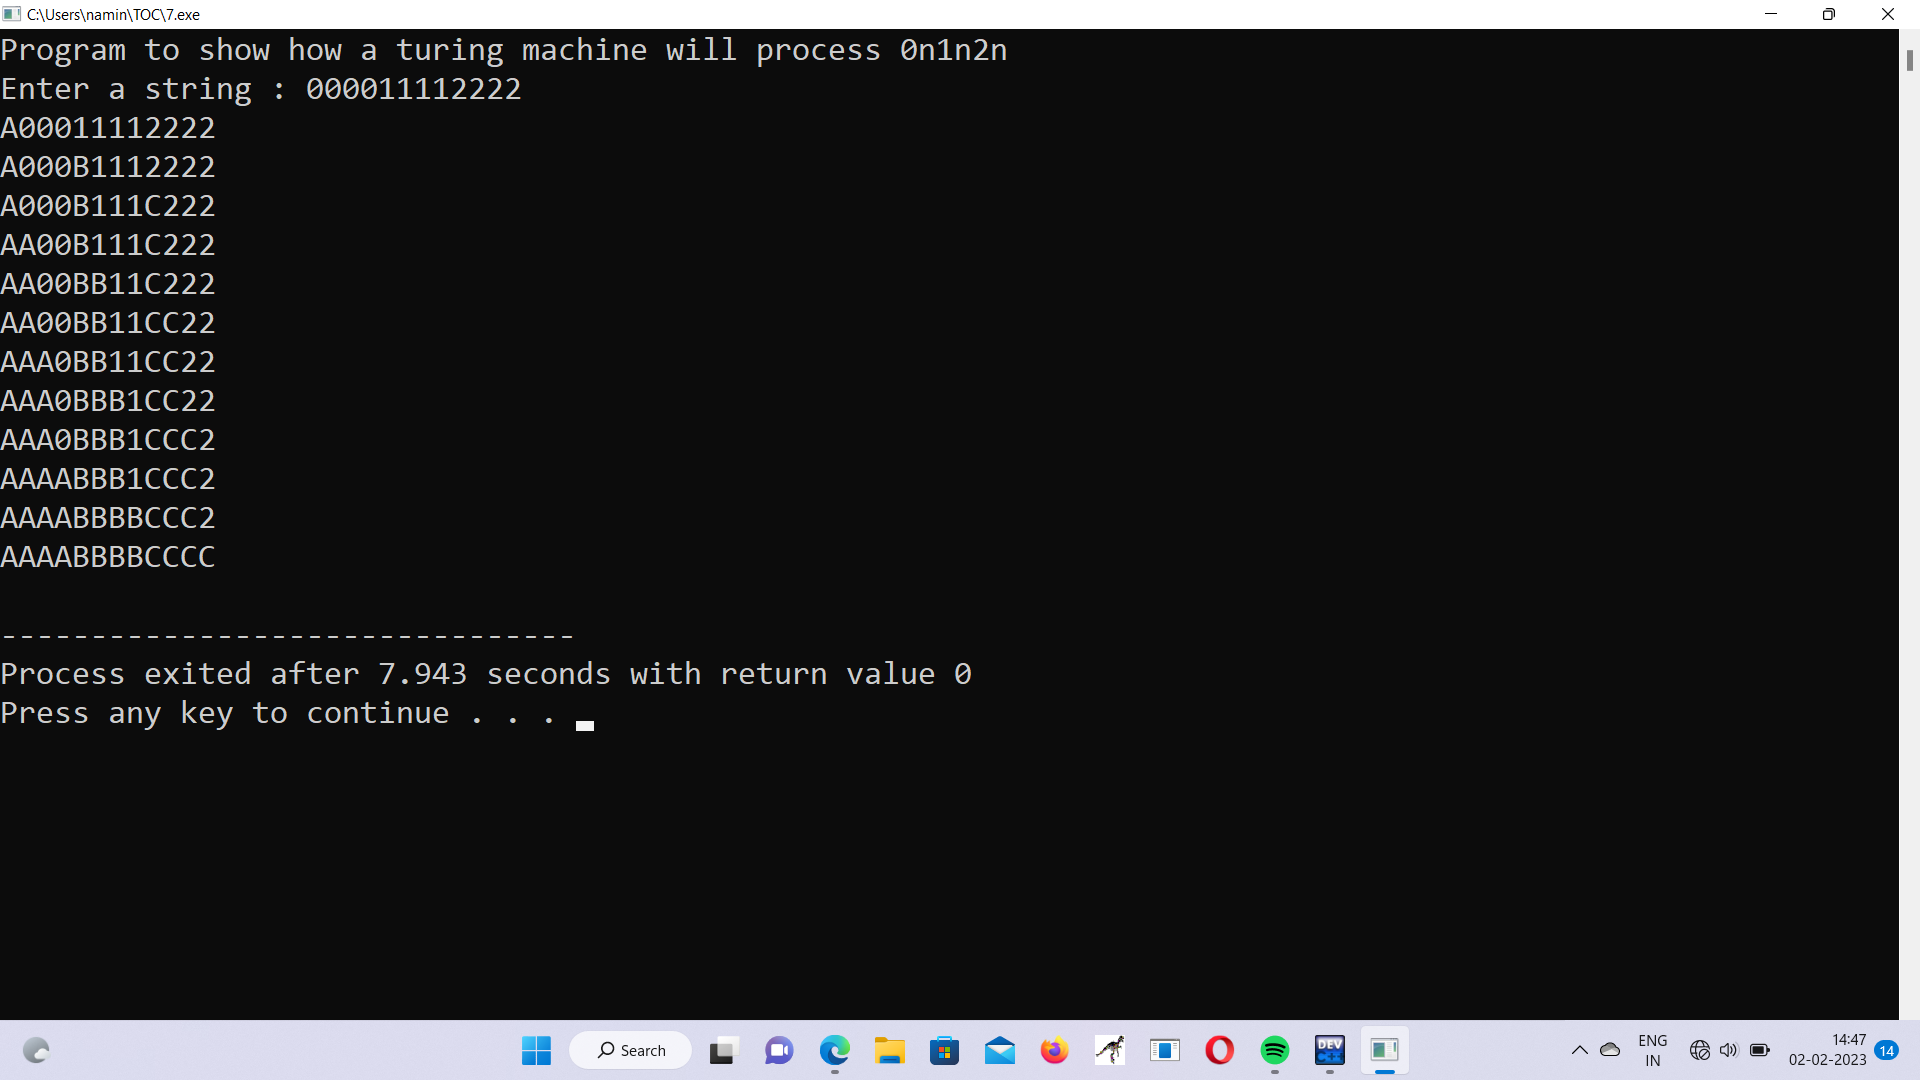 C:\Users\namin\TOC\7.exe
Program to show how a turing machine will process 0n1n2n
Enter a string : 000011112222
A00011112222
A000B1112222
A000B111C222
AA00B111C222
AA00BB11C222
AA00BB11CC22
AAA0BB11CC22
AAA0BBB1CC22
AAA0BBB1CCC2
AAAABBB1CCC2
AAAABBBBCCC2
AAAABBBBCCCC
--------------------------------
Process exited after 7.943 seconds with return value 0
Press any key to continue . . .
Search
DEV
C++
ENG
IN
14:47
02-02-2023
14